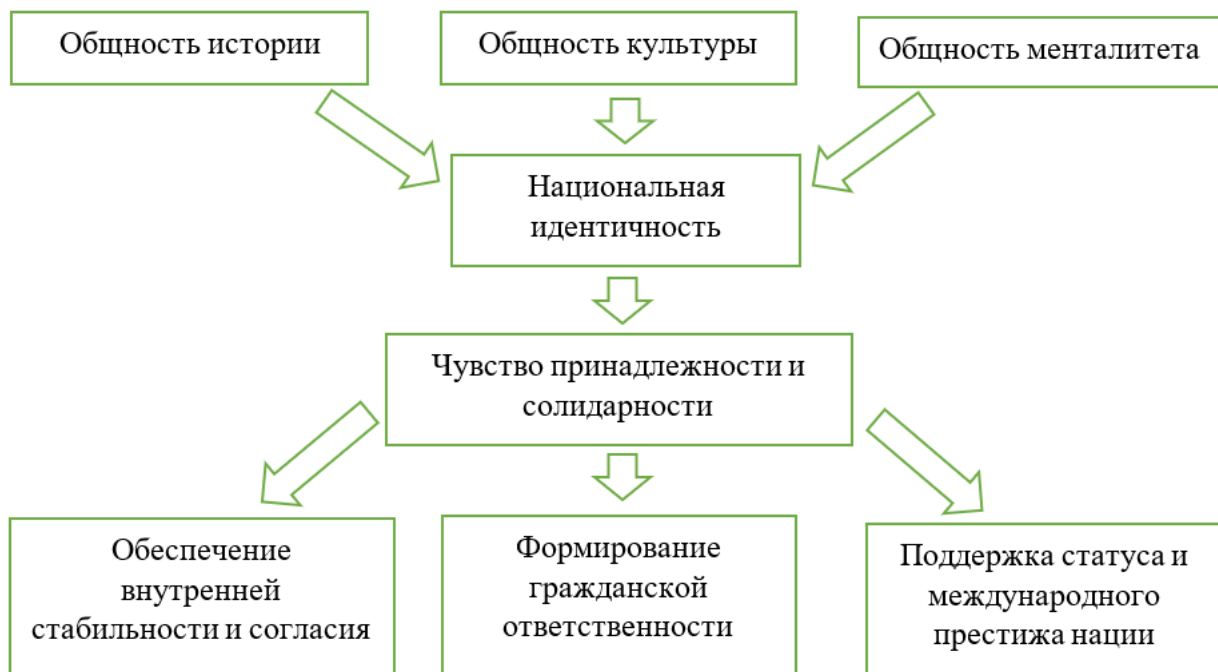 Общность истории
Общность культуры
Общность менталитета
Национальная
идентичность
Чувство принадлежности и
солидарности
Обеспечение
внутренней
стабильности и согласия
Формирование
гражданской
ответственности
Поддержка статуса и
международного
престижа нации